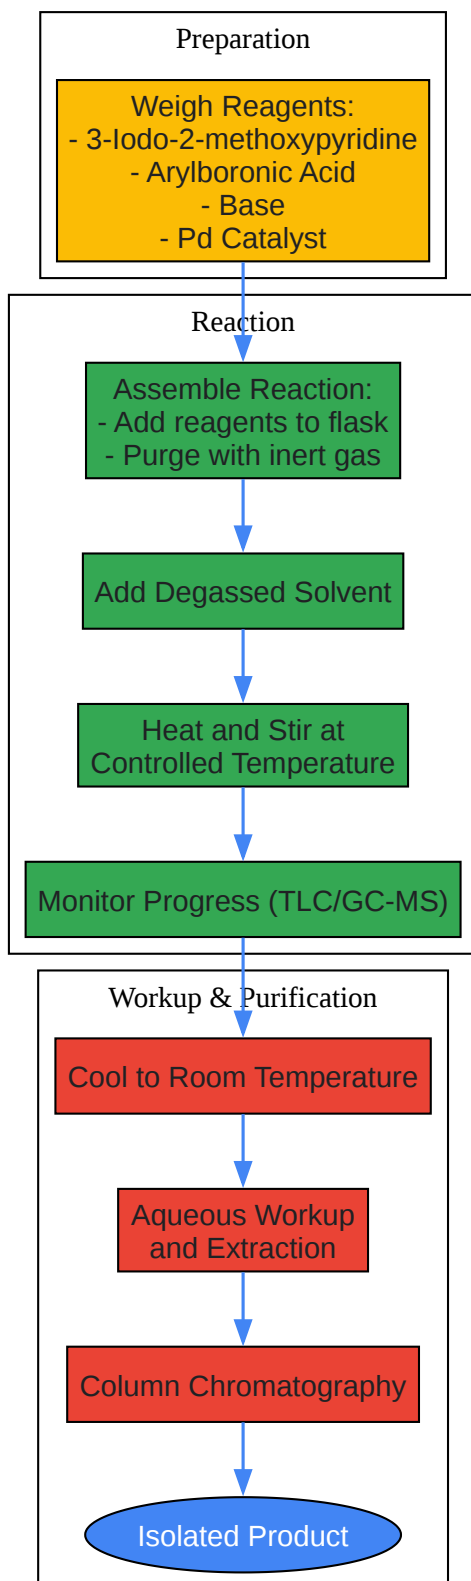 Preparation
Weigh Reagents:
- 3-Iodo-2-methoxypyridine
- Arylboronic Acid
- Base
- Pd Catalyst
Reaction
Assemble Reaction:
- Add reagents to flask
- Purge with inert gas
Add Degassed Solvent
Heat and Stir at
Controlled Temperature
Monitor Progress (TLC/GC-MS)
Workup & Purification
Cool to Room Temperature
Aqueous Workup
and Extraction
Column Chromatography
Isolated Product